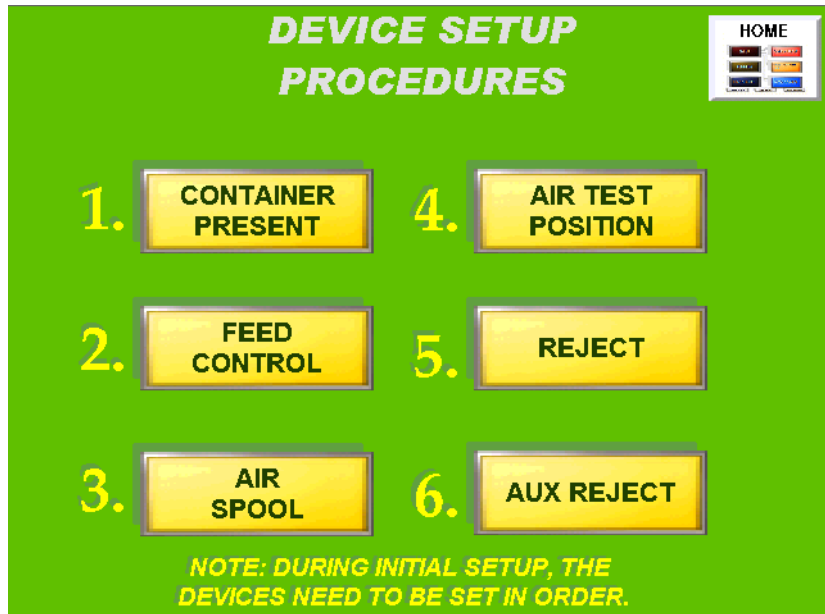 DEVICE SETUP
PROCEDURES
HOME
1.
CONTAINER
PRESENT
2.
FEED
CONTROL
3.
AIR
SPOOL
4.
AIR TEST
POSITION
5.
REJECT
6.
AUX REJECT
NOTE: DURING INITIAL SETUP, THE
DEVICES NEED TO BE SET IN ORDER.